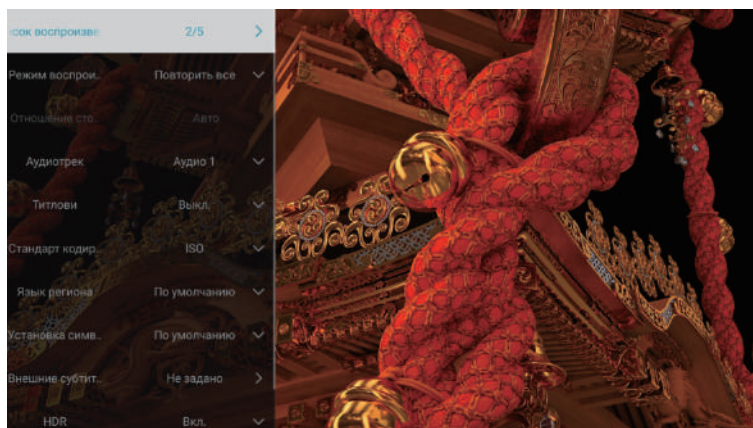 сок воспроизве 2/5
Режим воспрои.. Повторить все
Отношение сто.. Авто
Аудиотрек Аудио 1
Титлови Выкл.
Стандарт кодир.. ISO
Язык региона По умолчанию
Установка симв.. По умолчанию
Внешние субтит.. Не задано
HDR Вкл.